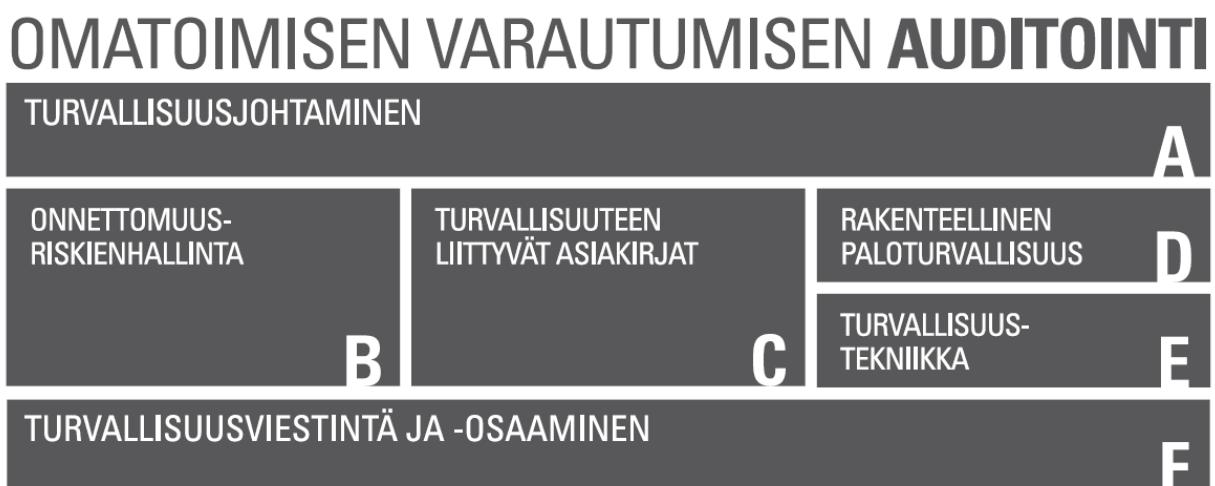 OMATOIMISEN VARAUTUMISEN AUDITOINTI
TURVALLISUUSJOHTAMINEN
A
ONNETTOMUUS-
RISKIENHALLINTA
B
TURVALLISUUTEEN
LIITTYVÄT ASIAKIRJAT
C
RAKENTEELLINEN
PALOTURVALLISUUS
D
TURVALLISUUS-
TEKNIIKKA
E
TURVALLISUUSVIESTINTÄ JA -OSAAMINEN
F